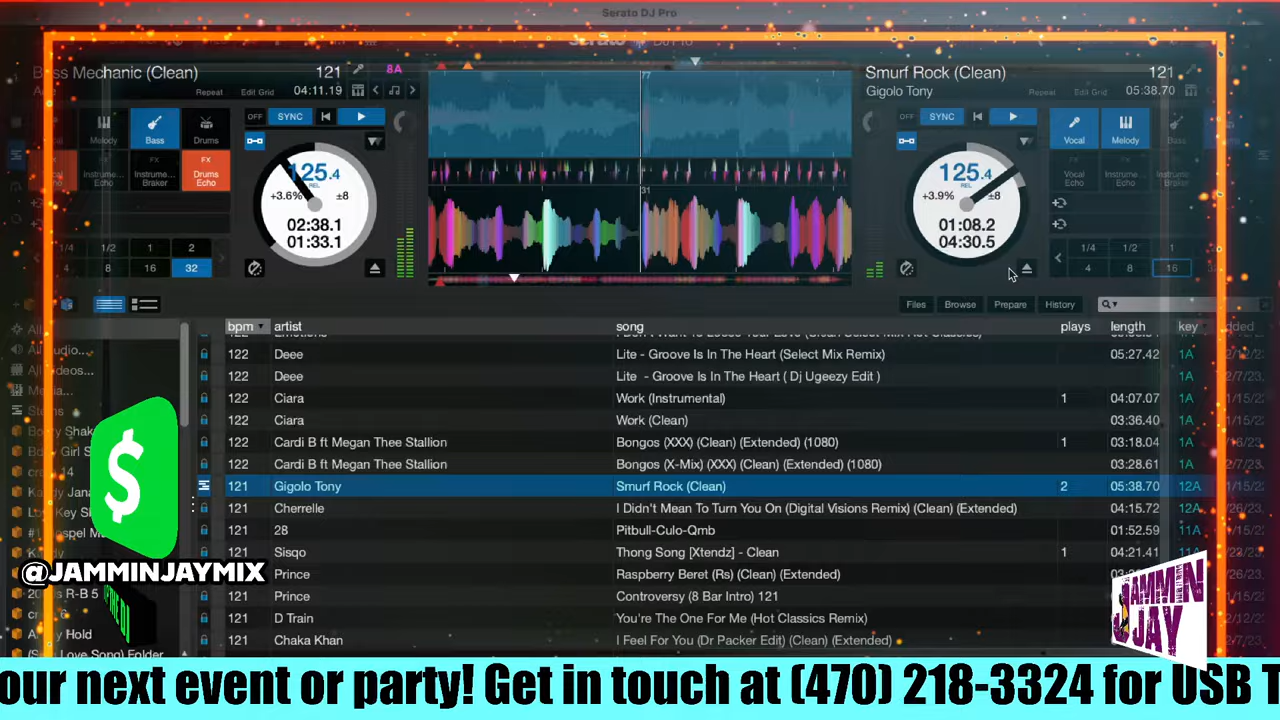 Serato DJ Pro
Bass Mechanic (Clean) 121 8A
Repeat Edit Grid 04:11.19
OFF SYNC
Melody Bass Drums
FX FX FX
Echo Instrume... Echo Instrume... Braker Drums Echo
125.4
REL
+3.6% ±8
02:38.1
01:33.1
1/4 1/2 1 2
4 8 16 32
77
31
Smurf Rock (Clean) 121
Gigolo Tony Repeat Edit Grid 05:38.70
OFF SYNC
Vocal Melody Bass
Vocal Echo Instrume... Echo Instrume... Braker
125.4
REL
+3.9% ±8
01:08.2
04:30.5
1/4 1/2 1
4 8 16
Files Browse Prepare History
bpm artist song plays length key
122 Deee Lite - Groove Is In The Heart (Select Mix Remix) 05:27.42 1A
122 Deee Lite - Groove Is In The Heart ( Dj Ugeezy Edit ) 1A
122 Ciara Work (Instrumental) 1 04:07.07 1A
122 Ciara Work (Clean) 03:36.40 1A
122 Cardi B ft Megan Thee Stallion Bongos (XXX) (Clean) (Extended) (1080) 1 03:18.04 1A
122 Cardi B ft Megan Thee Stallion Bongos (X-Mix) (XXX) (Clean) (Extended) (1080) 03:28.61 1A
121 Gigolo Tony Smurf Rock (Clean) 2 05:38.70 12A
121 Cherrelle I Didn't Mean To Turn You On (Digital Visions Remix) (Clean) (Extended) 04:15.72 12A
121 28 Pitbull-Culo-Qmb 01:52.59 11A
121 Sisqo Thong Song [Xtendz] - Clean 1 04:21.41
121 Prince Raspberry Beret (Rs) (Clean) (Extended)
121 Prince Controversy (8 Bar Intro) 121
121 D Train You're The One For Me (Hot Classics Remix)
121 Chaka Khan I Feel For You (Dr Packer Edit) (Clean) (Extended)
$
@JAMMINJAYMIX
JAMMIN JAY
our next event or party! Get in touch at (470) 218-3324 for USB T